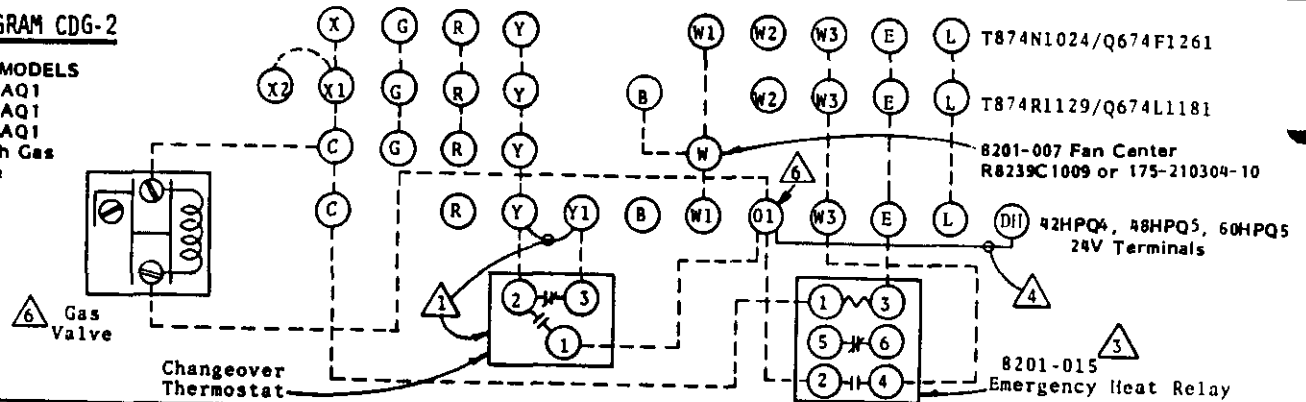 GRAM CDG-2
MODELS
AQ1
AQ1
AQ1
h Gas
X G R Y W1 W2 W3 E L T874N1024/Q674F1261
X2 X1 G R Y B W2 W3 E L T874R1129/Q674L1181
C G R Y W
8201-007 Fan Center
R8239C1009 or 175-210304-10
6
C R Y Y1 B W1 O1 W3 E L DH 42HPQ4, 48HPQ5, 60HPQ5
24V Terminals
6 Gas
Valve
1
2 3
1
1 3
5 6
2 4
4
3
Changeover
Thermostat
8201-015
Emergency Heat Relay